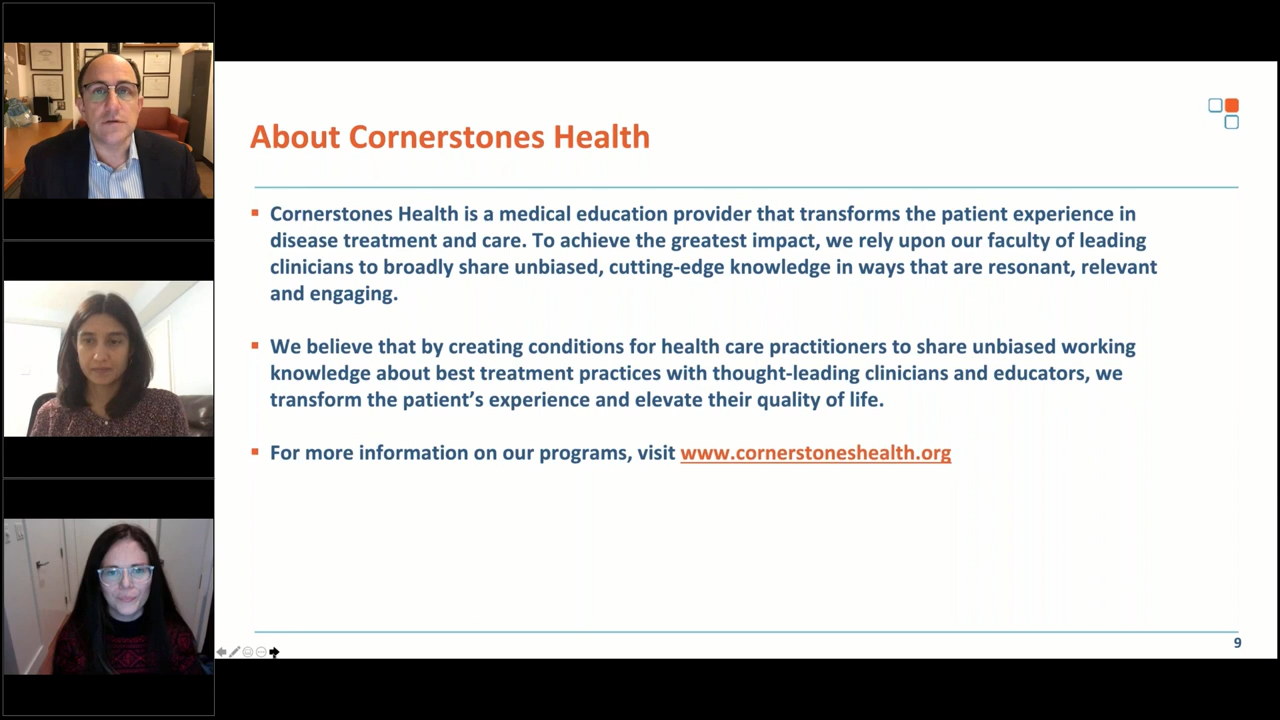 About Cornerstones Health
▪ Cornerstones Health is a medical education provider that transforms the patient experience in
disease treatment and care. To achieve the greatest impact, we rely upon our faculty of leading
clinicians to broadly share unbiased, cutting-edge knowledge in ways that are resonant, relevant
and engaging.
▪ We believe that by creating conditions for health care practitioners to share unbiased working
knowledge about best treatment practices with thought-leading clinicians and educators, we
transform the patient’s experience and elevate their quality of life.
▪ For more information on our programs, visit www.cornerstoneshealth.org
9